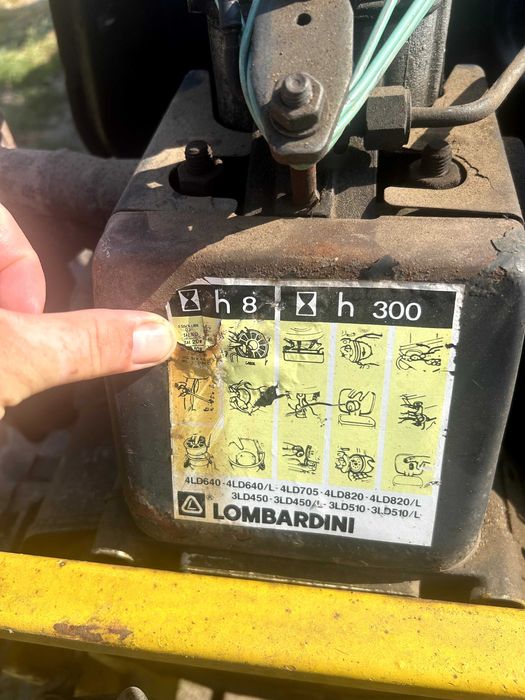 h 8
h 300
4LD640-4LD640/L-4LD705-4LD820-4LD820/L
3LD450-3LD450/L-3LD510-3LD510/L
® LOMBARDINI